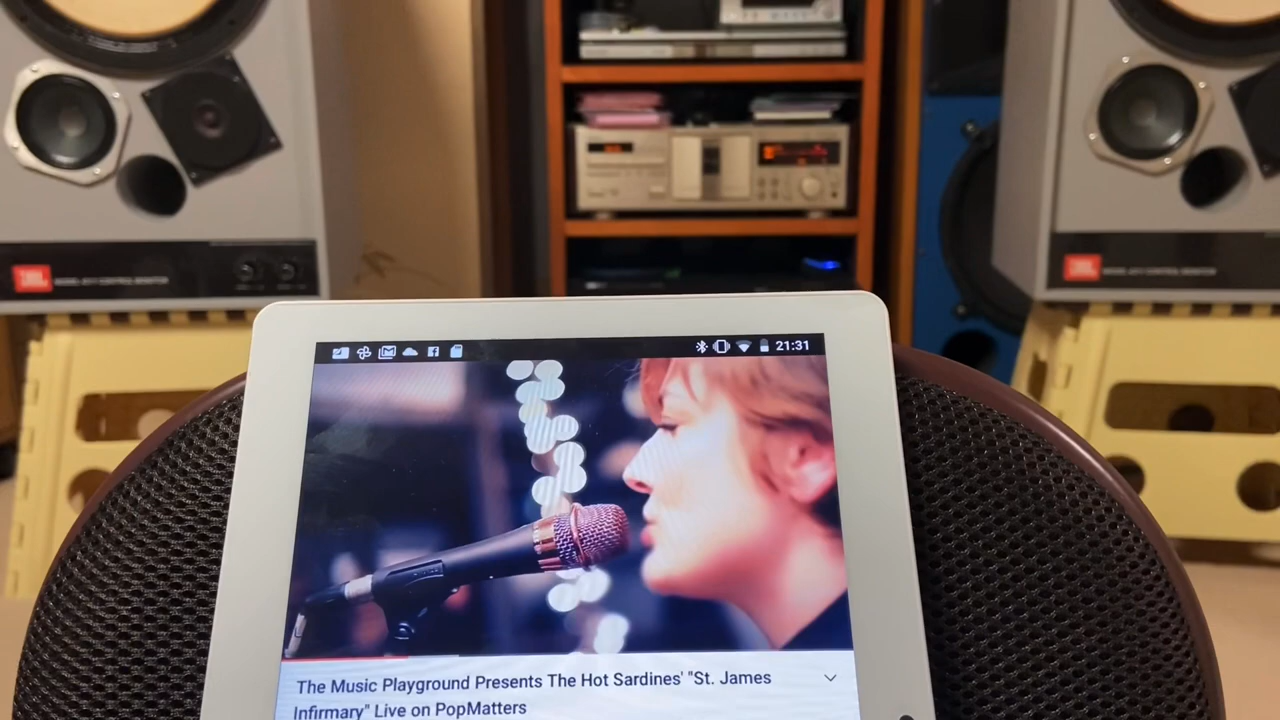 JBL
JBL
21:31
The Music Playground Presents The Hot Sardines' "St. James
Infirmary" Live on PopMatters